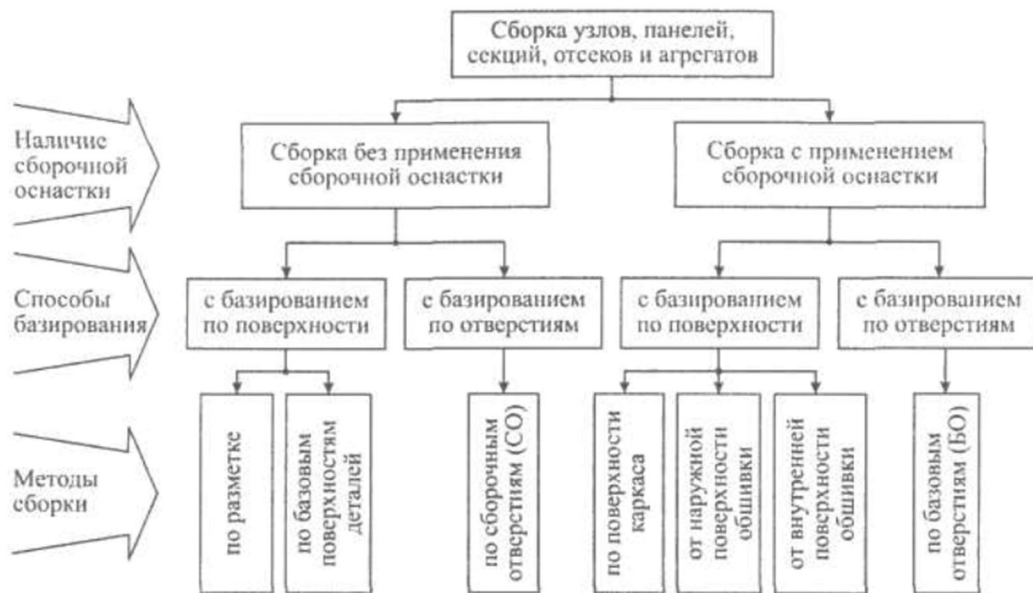 Сборка узлов, панелей,
секций, отсеков и агрегатов
Наличие
сборочной
оснастки
Сборка без применения
сборочной оснастки
Сборка с применением
сборочной оснастки
Способы
базирования
с базированием
по поверхности
с базированием
по отверстиям
с базированием
по поверхности
с базированием
по отверстиям
Методы
сборки
по разметке
по базовым
поверхностям
деталей
по сборочным
отверстиям (СО)
по поверхности
каркаса
от наружной
поверхности
обшивки
от внутренней
поверхности
обшивки
по базовым
отверстиям (БО)